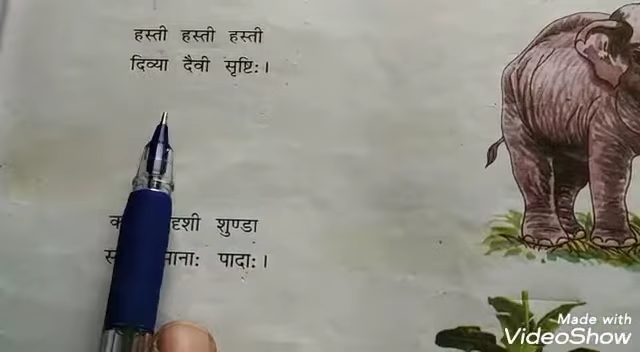 हस्ती हस्ती हस्ती
दिव्या दैवी सृष्टिः।
शुण्डा
पादाः।
Made with
VideoShow